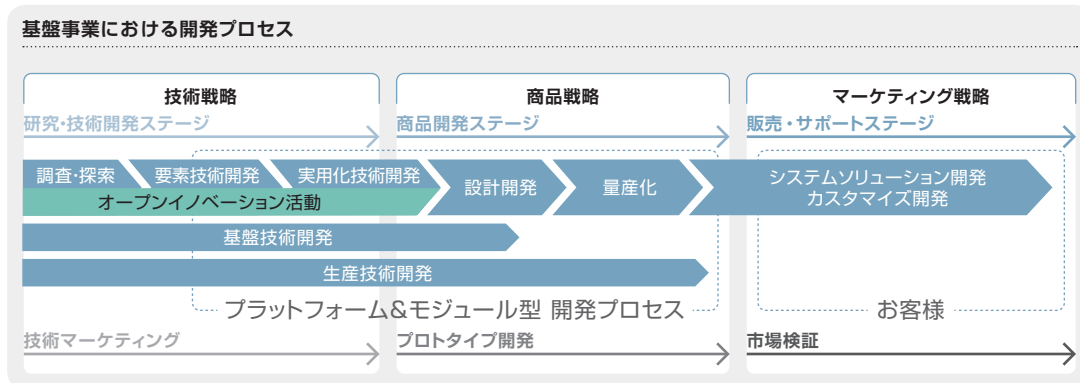 基盤事業における開発プロセス
技術戦略
商品戦略
マーケティング戦略
研究・技術開発ステージ
商品開発ステージ
販売・サポートステージ
調査・探索
要素技術開発
実用化技術開発
設計開発
量産化
システムソリューション開発
カスタマイズ開発
オープンイノベーション活動
基盤技術開発
生産技術開発
プラットフォーム&モジュール型 開発プロセス
お客様
技術マーケティング
プロトタイプ開発
市場検証